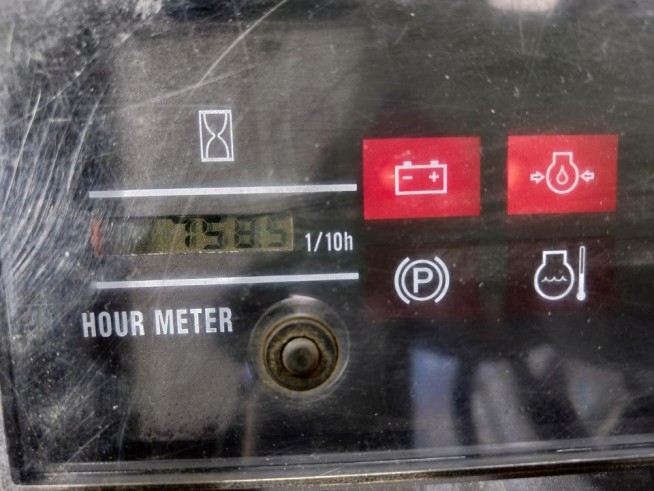 - +
1/10h
P
HOUR METER